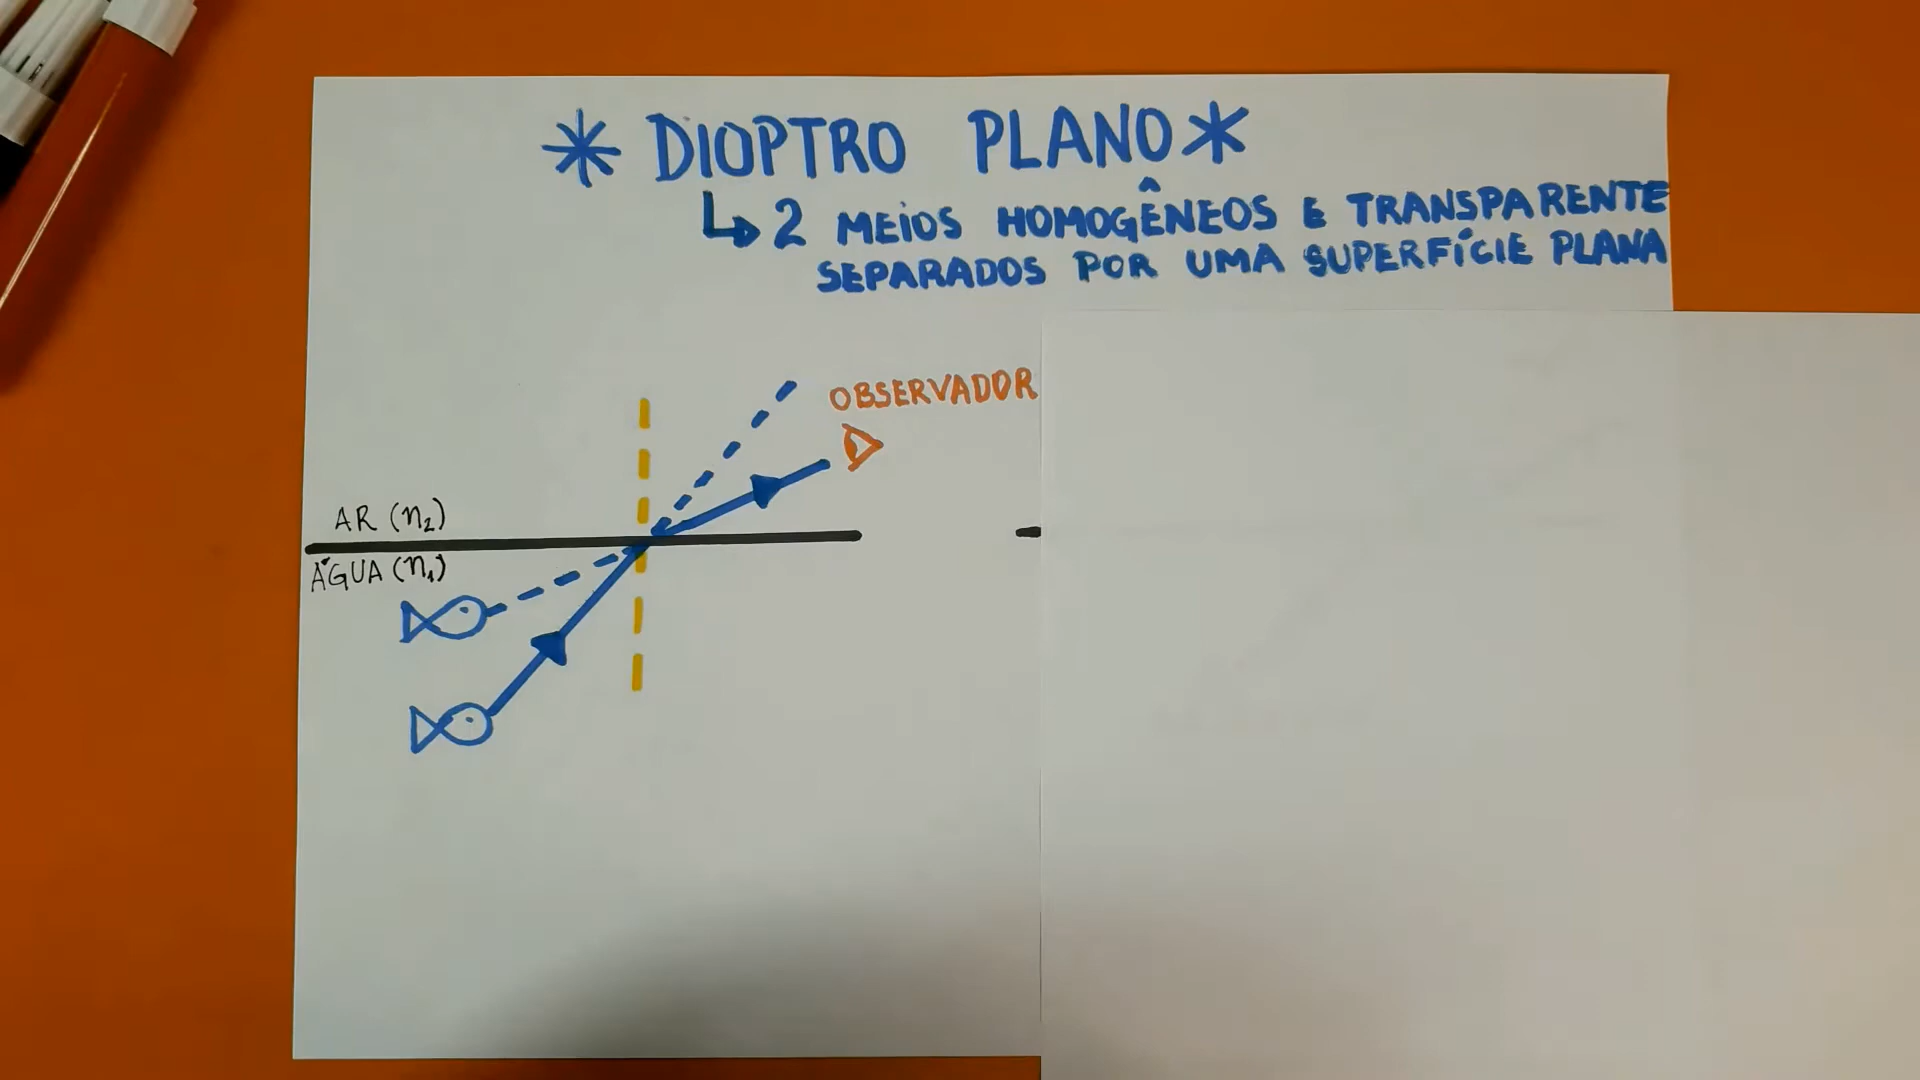 * DIOPTRO PLANO *
↳ 2 MEIOS HOMOGÊNEOS E TRANSPARENTE
SEPARADOS POR UMA SUPERFÍCIE PLANA
OBSERVADOR
AR (n₂)
ÁGUA (n₁)